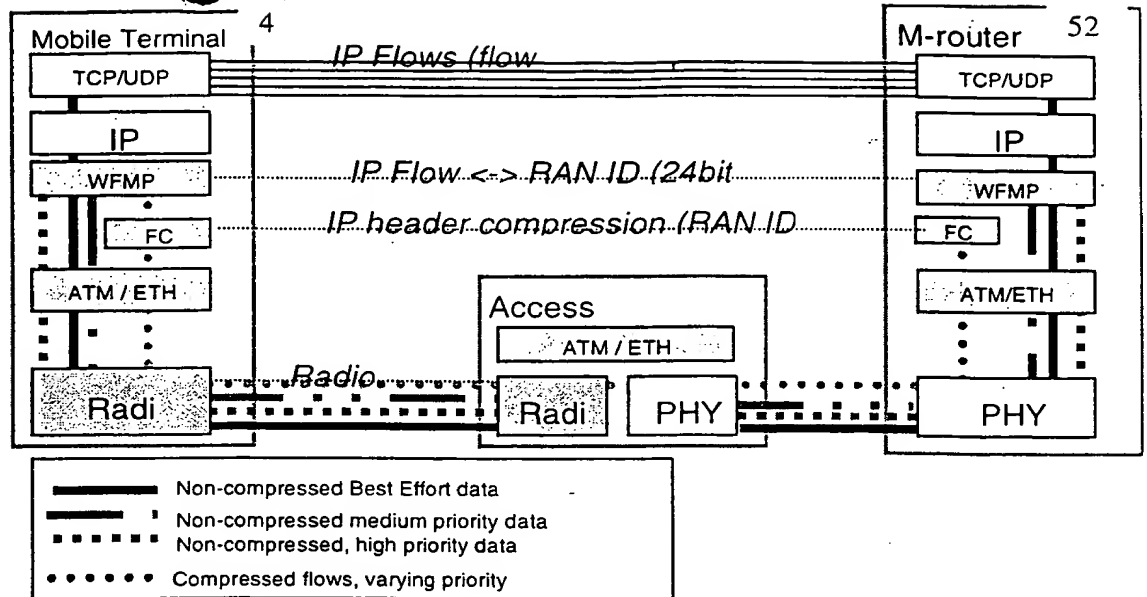 4
52
Mobile Terminal
M-router
IP Flows (flow
TCP/UDP
TCP/UDP
IP
IP
IP Flow <-> RAN ID (24bit
WFMP
WFMP
IP header compression (RAN ID
FC
FC
ATM / ETH
ATM/ETH
Access
ATM / ETH
Radio
Radi
Radi
PHY
PHY
Non-compressed Best Effort data
Non-compressed medium priority data
Non-compressed, high priority data
Compressed flows, varying priority